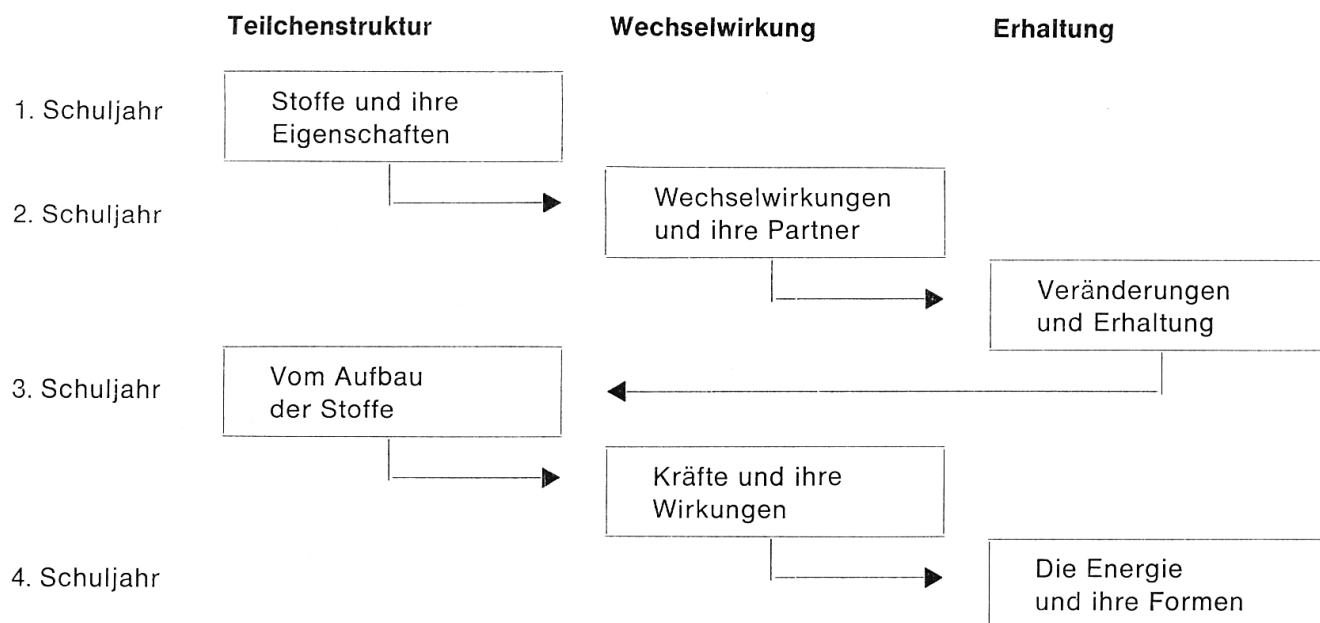 Teilchenstruktur Wechselwirkung Erhaltung
1. Schuljahr
Stoffe und ihre
Eigenschaften
2. Schuljahr
Wechselwirkungen
und ihre Partner
Veränderungen
und Erhaltung
3. Schuljahr
Vom Aufbau
der Stoffe
Kräfte und ihre
Wirkungen
4. Schuljahr
Die Energie
und ihre Formen